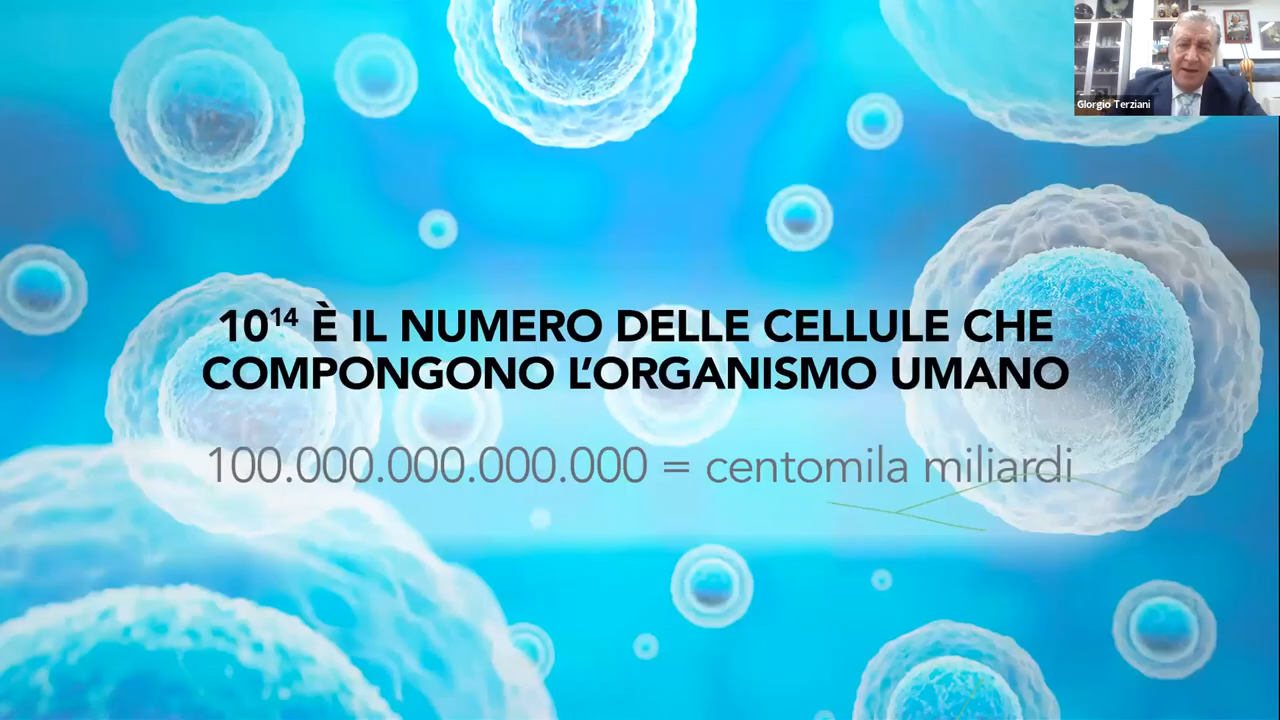 Giorgio Terziani
10¹⁴ È IL NUMERO DELLE CELLULE CHE
COMPONGONO L'ORGANISMO UMANO
100.000.000.000.000 = centomila miliardi